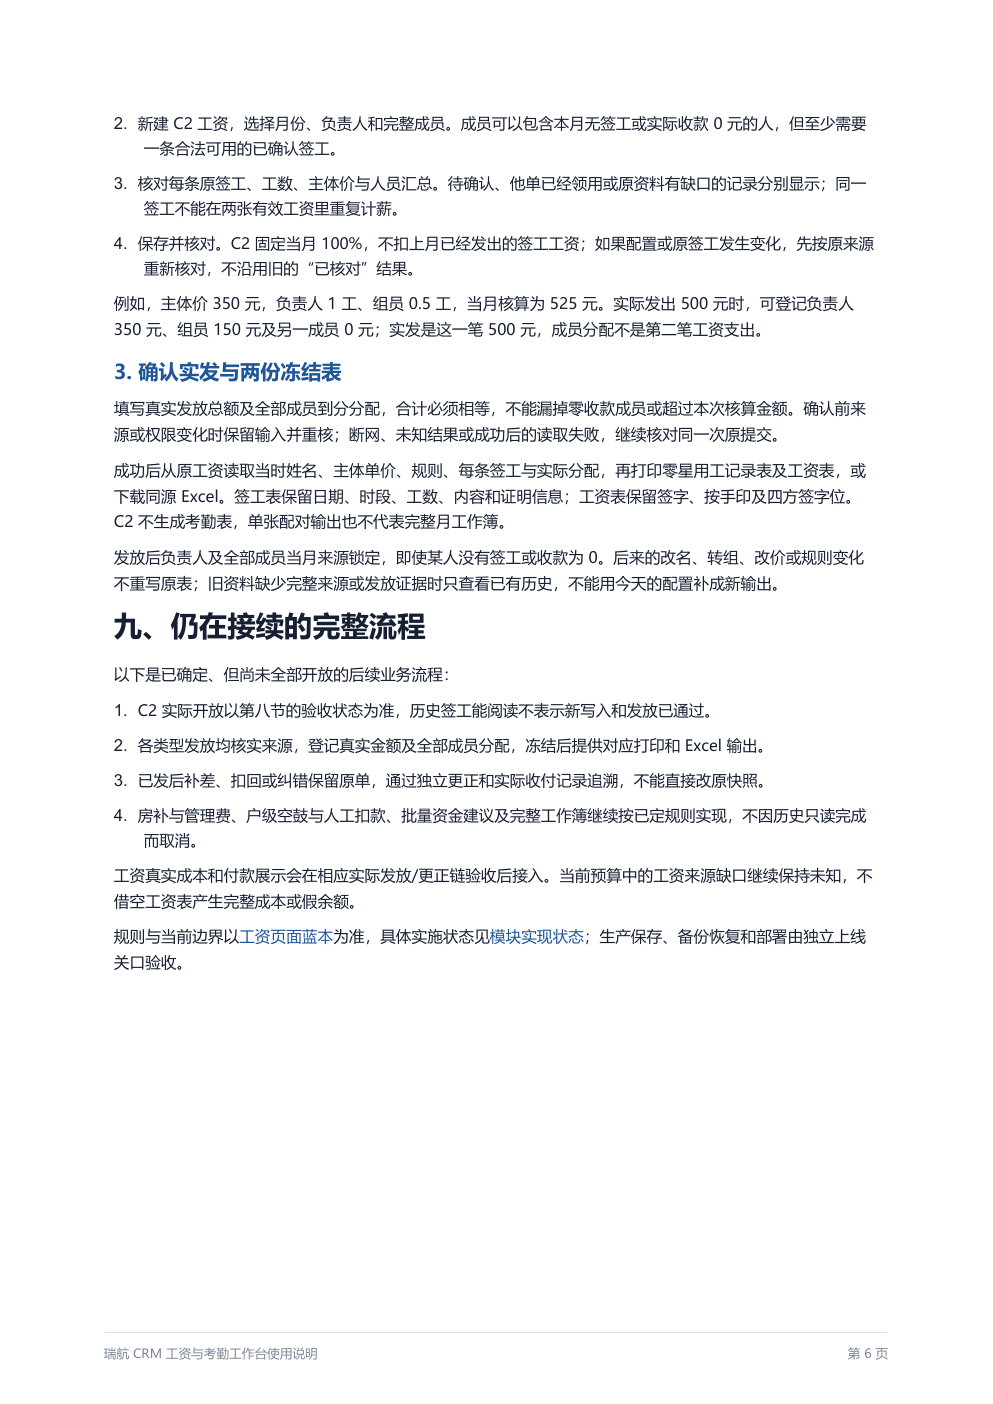 2. 新建 C2 工资，选择月份、负责人和完整成员。成员可以包含本月无签工或实际收款 0 元的人，但至少需要
一条合法可用的已确认签工。
3. 核对每条原签工、工数、主体价与人员汇总。待确认、他单已经领用或原资料有缺口的记录分别显示；同一
签工不能在两张有效工资里重复计薪。
4. 保存并核对。C2 固定当月 100%，不扣上月已经发出的签工工资；如果配置或原签工发生变化，先按原来源
重新核对，不沿用旧的“已核对”结果。
例如，主体价 350 元，负责人 1 工、组员 0.5 工，当月核算为 525 元。实际发出 500 元时，可登记负责人
350 元、组员 150 元及另一成员 0 元；实发是这一笔 500 元，成员分配不是第二笔工资支出。
3. 确认实发与两份冻结表
填写真实发放总额及全部成员到分分配，合计必须相等，不能漏掉零收款成员或超过本次核算金额。确认前来
源或权限变化时保留输入并重核；断网、未知结果或成功后的读取失败，继续核对同一次原提交。
成功后从原工资读取当时姓名、主体单价、规则、每条签工与实际分配，再打印零星用工记录表及工资表，或
下载同源 Excel。签工表保留日期、时段、工数、内容和证明信息；工资表保留签字、按手印及四方签字位。
C2 不生成考勤表，单张配对输出也不代表完整月工作簿。
发放后负责人及全部成员当月来源锁定，即使某人没有签工或收款为 0。后来的改名、转组、改价或规则变化
不重写原表；旧资料缺少完整来源或发放证据时只查看已有历史，不能用今天的配置补成新输出。
九、仍在接续的完整流程
以下是已确定、但尚未全部开放的后续业务流程：
1. C2 实际开放以第八节的验收状态为准，历史签工能阅读不表示新写入和发放已通过。
2. 各类型发放均核实来源，登记真实金额及全部成员分配，冻结后提供对应打印和 Excel 输出。
3. 已发后补差、扣回或纠错保留原单，通过独立更正和实际收付记录追溯，不能直接改原快照。
4. 房补与管理费、户级空鼓与人工扣款、批量资金建议及完整工作簿继续按已定规则实现，不因历史只读完成
而取消。
工资真实成本和付款展示会在相应实际发放/更正链验收后接入。当前预算中的工资来源缺口继续保持未知，不
借空工资表产生完整成本或假余额。
规则与当前边界以工资页面蓝本为准，具体实施状态见模块实现状态；生产保存、备份恢复和部署由独立上线
关口验收。
瑞航 CRM 工资与考勤工作台使用说明
第 6 页